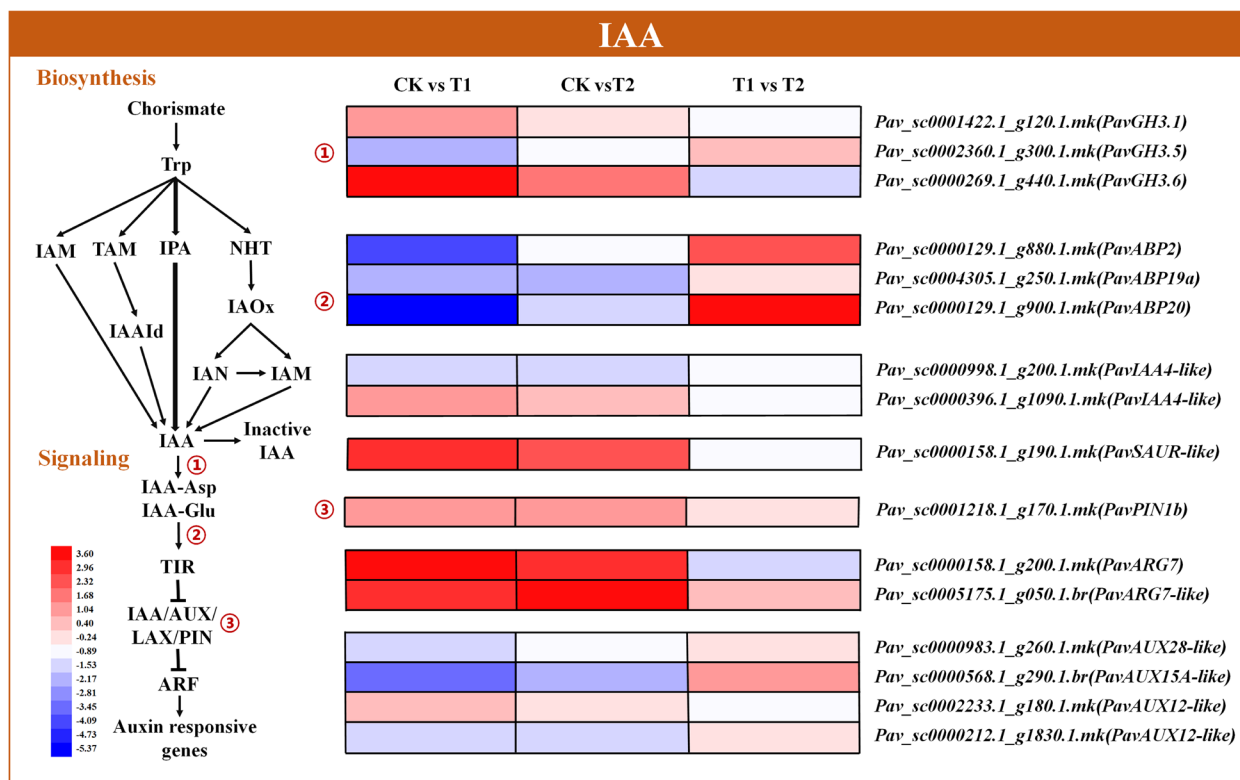 IAA
Biosynthesis
Chorismate
Trp
IAM TAM IPA NHT
IAOx
IAAId
IAN IAM
IAA
Inactive
IAA
Signaling
①
IAA-Asp
IAA-Glu
②
TIR
IAA/AUX/
LAX/PIN
③
ARF
Auxin responsive
genes
3.60
2.96
2.32
1.68
1.04
0.40
-0.24
-0.89
-1.53
-2.17
-2.81
-3.45
-4.09
-4.73
-5.37
CK vs T1 CK vsT2 T1 vs T2
①
Pav_sc0001422.1_g120.1.mk(PavGH3.1)
Pav_sc0002360.1_g300.1.mk(PavGH3.5)
Pav_sc0000269.1_g440.1.mk(PavGH3.6)
②
Pav_sc0000129.1_g880.1.mk(PavABP2)
Pav_sc0004305.1_g250.1.mk(PavABP19a)
Pav_sc0000129.1_g900.1.mk(PavABP20)
Pav_sc0000998.1_g200.1.mk(PavIAA4-like)
Pav_sc0000396.1_g1090.1.mk(PavIAA4-like)
Pav_sc0000158.1_g190.1.mk(PavSAUR-like)
③
Pav_sc0001218.1_g170.1.mk(PavPIN1b)
Pav_sc0000158.1_g200.1.mk(PavARG7)
Pav_sc0005175.1_g050.1.br(PavARG7-like)
Pav_sc0000983.1_g260.1.mk(PavAUX28-like)
Pav_sc0000568.1_g290.1.br(PavAUX15A-like)
Pav_sc0002233.1_g180.1.mk(PavAUX12-like)
Pav_sc0000212.1_g1830.1.mk(PavAUX12-like)